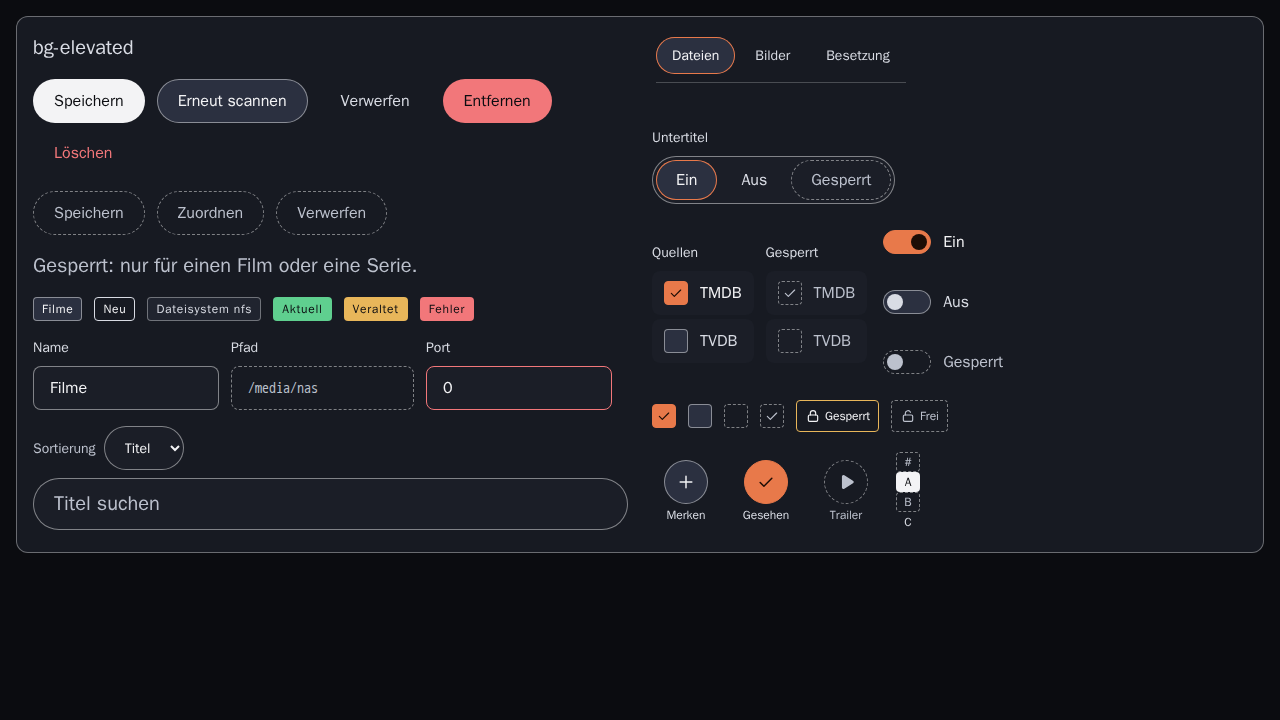 bg-elevated
Speichern Erneut scannen Verwerfen Entfernen
Löschen
Speichern Zuordnen Verwerfen
Gesperrt: nur für einen Film oder eine Serie.
Filme Neu Dateisystem nfs Aktuell Veraltet Fehler
Name Pfad Port
Filme /media/nas 0
Sortierung Titel
Titel suchen
Dateien Bilder Besetzung
Untertitel
Ein Aus Gesperrt
Quellen Gesperrt
TMDB TMDB
TVDB TVDB
Ein
Aus
Gesperrt
Gesperrt Frei
Merken Gesehen Trailer
#
A
B
C